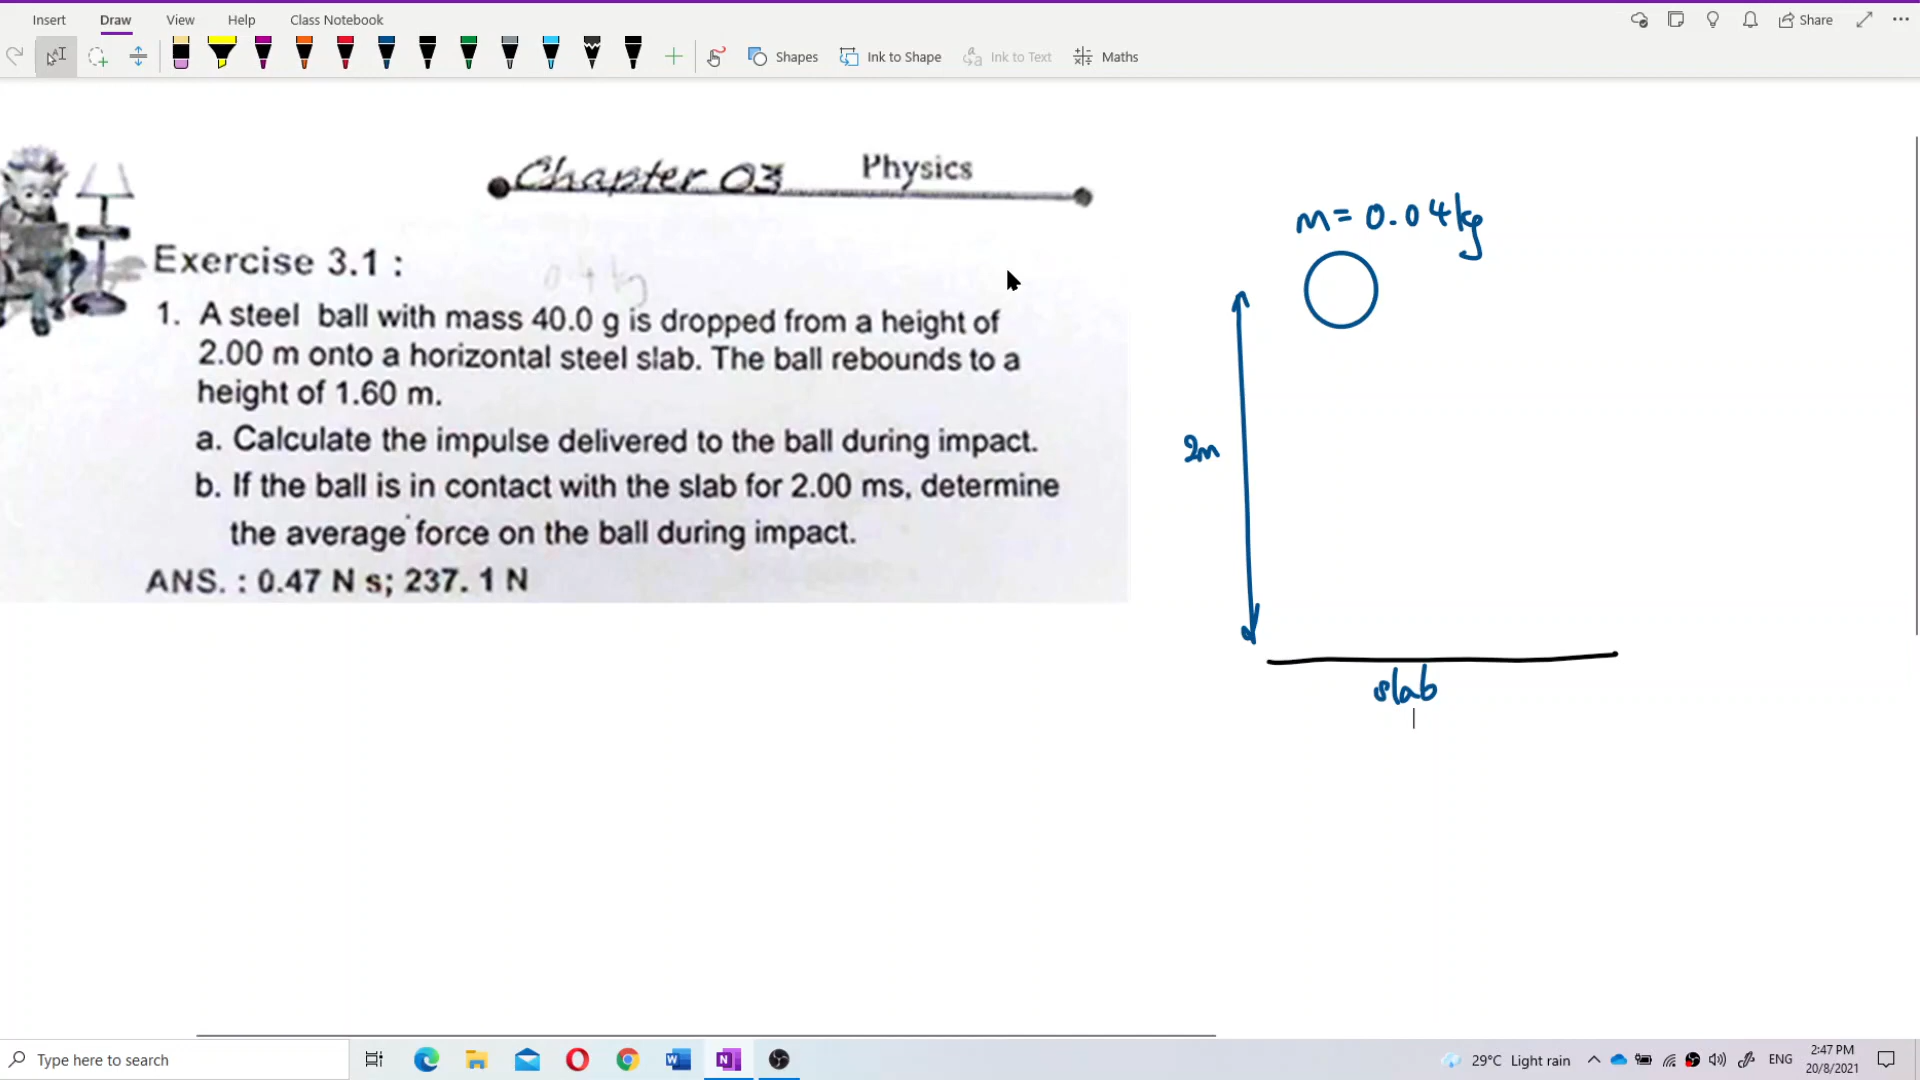 Insert Draw View Help Class Notebook
Share
Shapes Ink to Shape Ink to Text Maths
Chapter 03 Physics
Exercise 3.1 :
0.4 kg
1. A steel ball with mass 40.0 g is dropped from a height of
2.00 m onto a horizontal steel slab. The ball rebounds to a
height of 1.60 m.
a. Calculate the impulse delivered to the ball during impact.
b. If the ball is in contact with the slab for 2.00 ms, determine
the average force on the ball during impact.
ANS. : 0.47 N s; 237. 1 N
m = 0.04kg
2m
slab
Type here to search
29°C Light rain
ENG
2:47 PM
20/8/2021